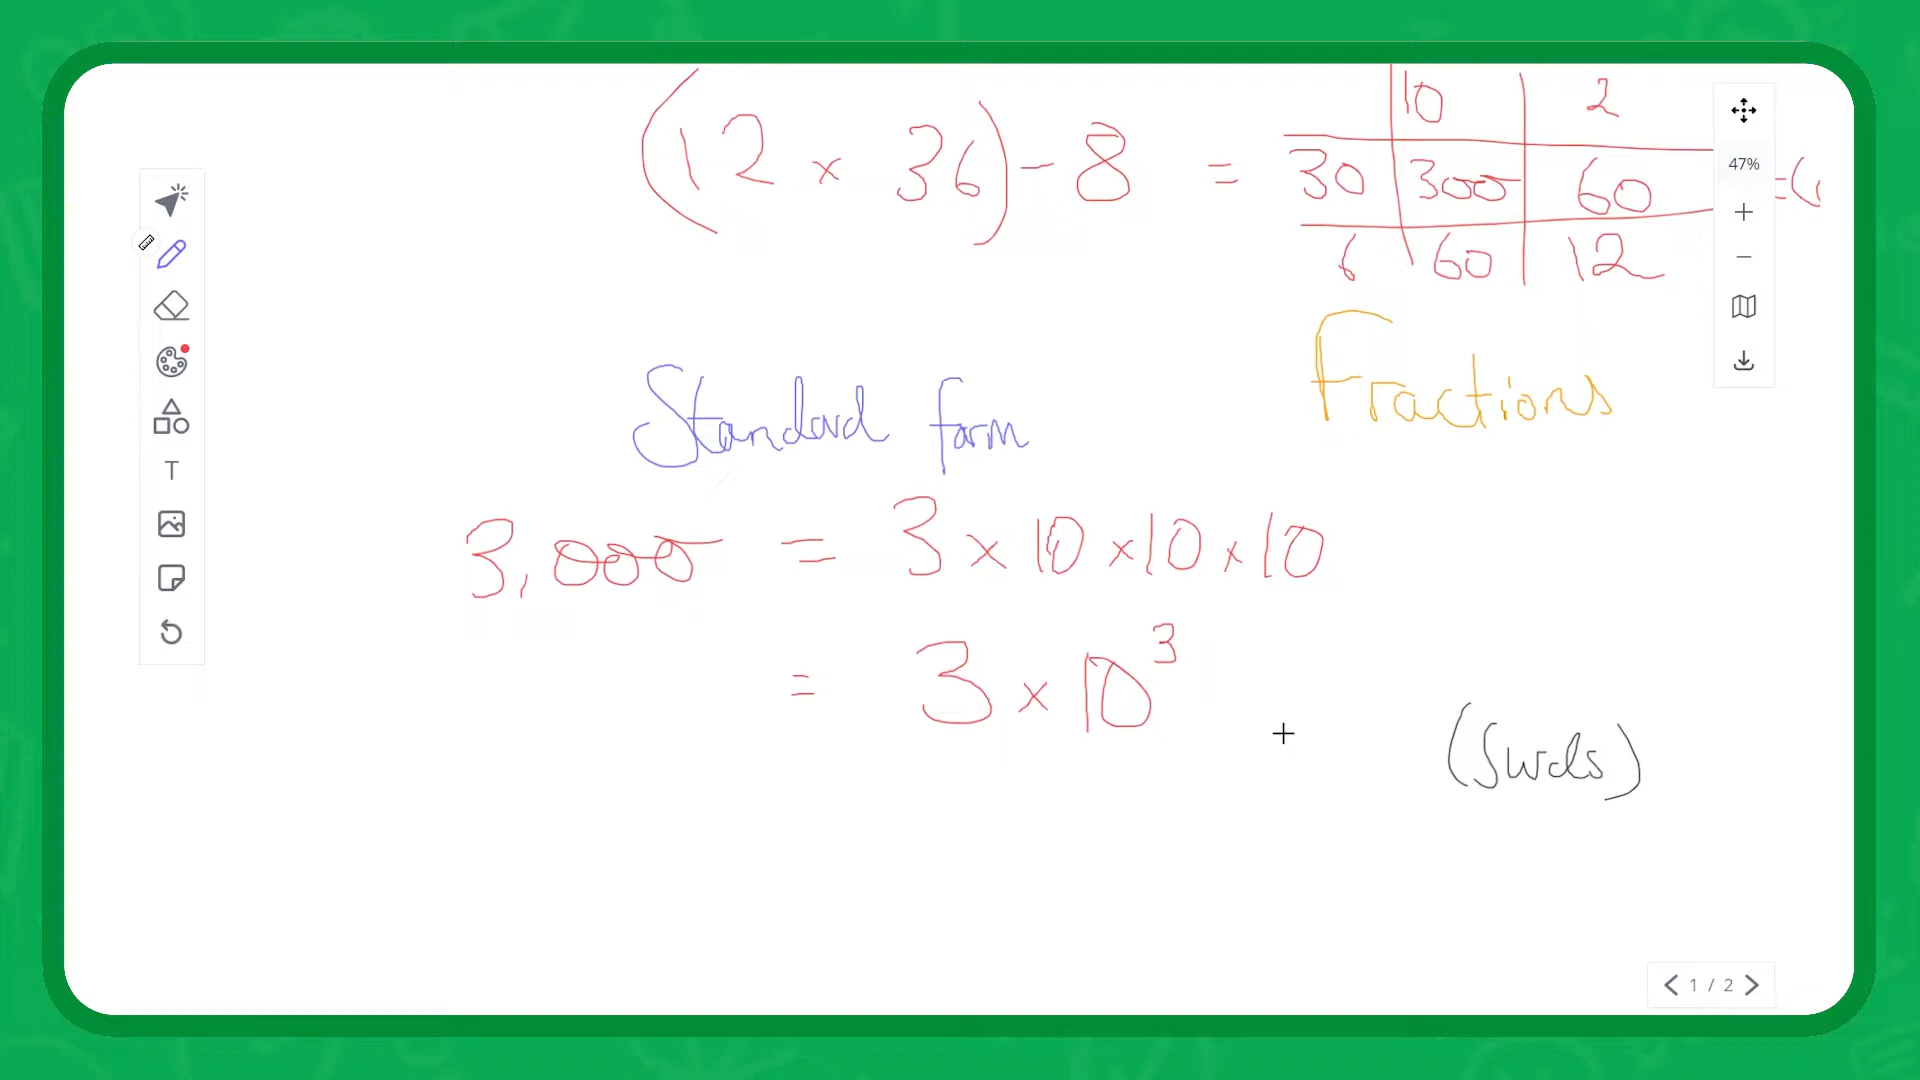 10 2
(12 × 36) - 8 = 30 300 60 =(
6 60 12
47%
Fractions
Standard form
T
3,000 = 3 × 10 × 10 × 10
= 3 × 10³
(Surds)
1 / 2